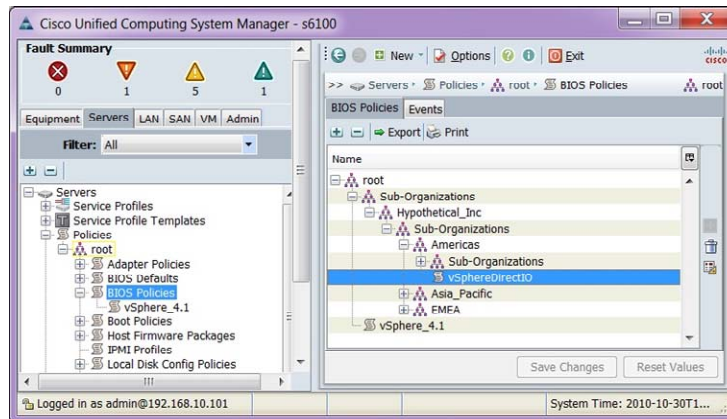 Cisco Unified Computing System Manager - s6100
Fault Summary
0 1 5 1
Equipment Servers LAN SAN VM Admin
Filter: All
Servers
Service Profiles
Service Profile Templates
Policies
root
Adapter Policies
BIOS Defaults
BIOS Policies
vSphere_4.1
Boot Policies
Host Firmware Packages
IPMI Profiles
Local Disk Config Policies
New Options Exit
cisco
>> Servers Policies root BIOS Policies root
BIOS Policies Events
Export Print
Name
root
Sub-Organizations
Hypothetical_Inc
Sub-Organizations
Americas
Sub-Organizations
vSphereDirectIO
Asia_Pacific
EMEA
vSphere_4.1
Save Changes Reset Values
Logged in as admin@192.168.10.101 System Time: 2010-10-30T1...